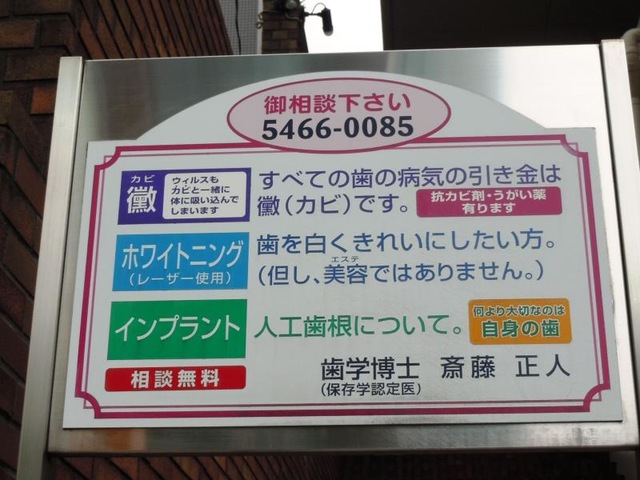 御相談下さい
5466-0085
カビ
黴
ウィルスも
カビと一緒に
体に吸い込んで
しまいます
すべての歯の病気の引き金は
黴（カビ）です。
抗カビ剤・うがい薬
有ります
ホワイトニング
（レーザー使用）
歯を白くきれいにしたい方。
エステ
（但し、美容ではありません。）
インプラント
人工歯根について。
何より大切なのは
自身の歯
相談無料
歯学博士 斎藤 正人
（保存学認定医）